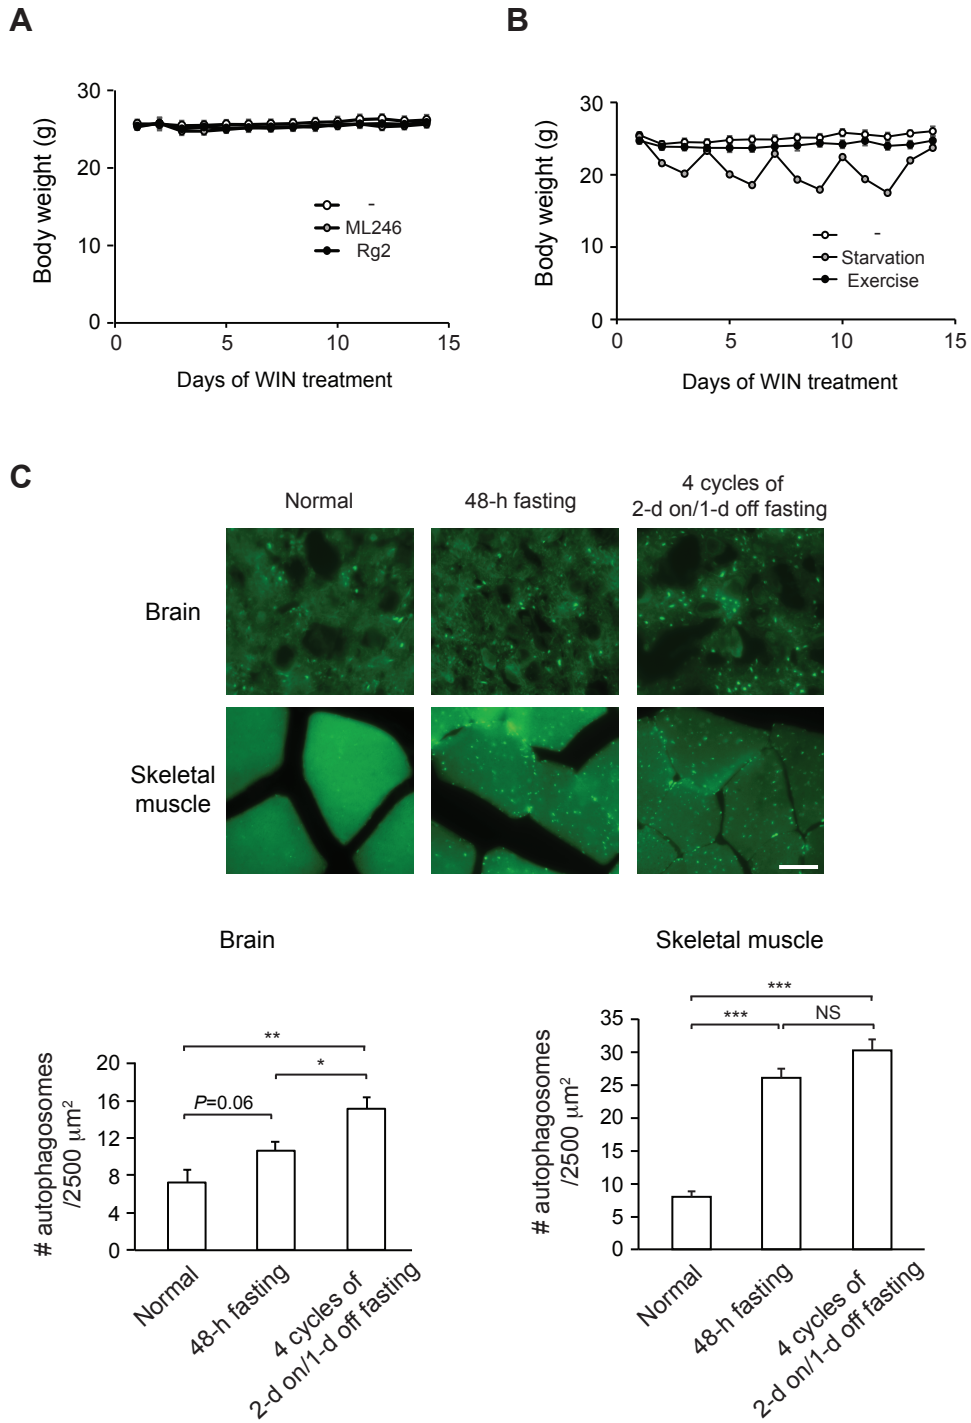 A
B
30
20
10
0
Body weight (g)
-
ML246
Rg2
0
5
10
15
Days of WIN treatment
30
20
10
0
Body weight (g)
-
Starvation
Exercise
0
5
10
15
Days of WIN treatment
C
Normal
48-h fasting
4 cycles of
2-d on/1-d off fasting
Brain
Skeletal
muscle
Brain
20
16
12
8
4
0
# autophagosomes
/2500 μm²
**
*
P=0.06
Normal
48-h fasting
4 cycles of
2-d on/1-d off fasting
Skeletal muscle
35
30
25
20
15
10
5
0
# autophagosomes
/2500 μm²
***
***
NS
Normal
48-h fasting
4 cycles of
2-d on/1-d off fasting